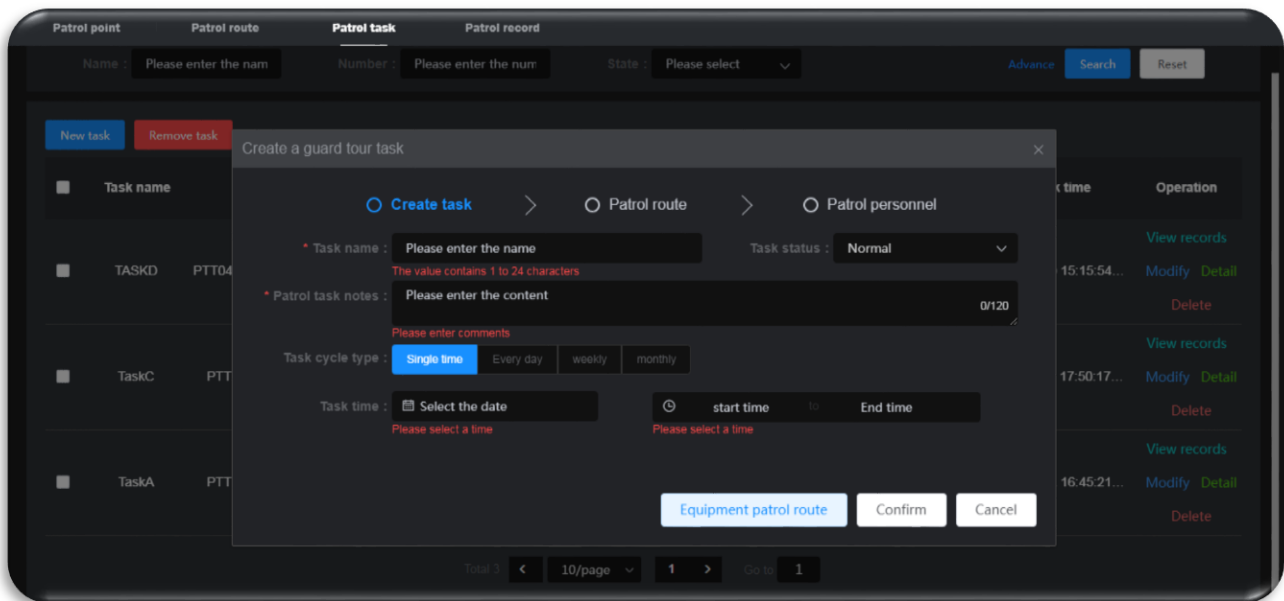 Patrol point Patrol route Patrol task Patrol record
Name : Please enter the nam Number : Please enter the num State : Please select Advance Search Reset
New task Remove task
Create a guard tour task
Task name time Operation
Create task Patrol route Patrol personnel
* Task name : Please enter the name Task status : Normal
The value contains 1 to 24 characters
View records
TASKD PTT04 15:15:54... Modify Detail
Delete
* Patrol task notes : Please enter the content
0/120
Please enter comments
Task cycle type : Single time Every day weekly monthly
View records
TaskC PTT 17:50:17... Modify Detail
Delete
Task time : Select the date start time to End time
Please select a time Please select a time
View records
TaskA PTT 16:45:21... Modify Detail
Delete
Equipment patrol route Confirm Cancel
Total 3 10/page 1 Go to 1